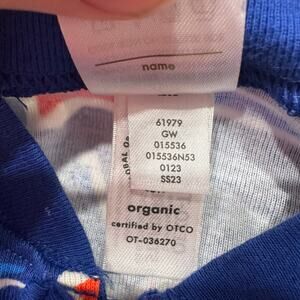 name
61979
GW
015536
015536N53
0123
SS23
organic
certified by OTCO
OT-036270